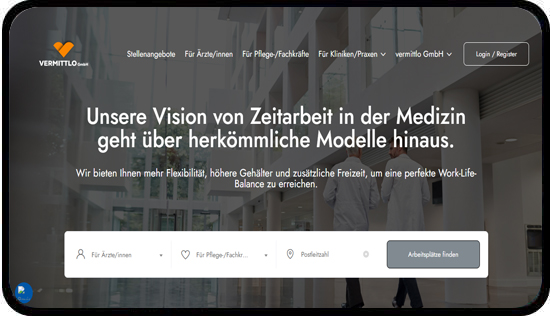 VERMITTLO GmbH
Stellenangebote Für Ärzte/innen Für Pflege-/Fachkräfte Für Kliniken/Praxen vermitlo GmbH Login / Register
Unsere Vision von Zeitarbeit in der Medizin
geht über herkömmliche Modelle hinaus.
Wir bieten Ihnen mehr Flexibilität, höhere Gehälter und zusätzliche Freizeit, um eine perfekte Work-Life-
Balance zu erreichen.
Für Ärzte/innen Für Pflege-/Fachkr... Postleitzahl Arbeitsplätze finden